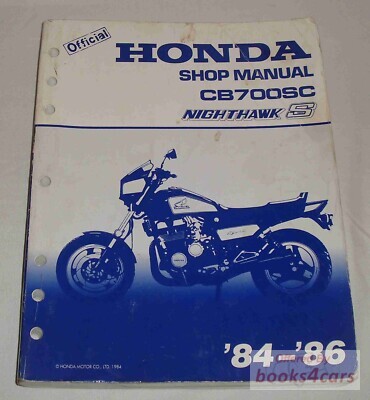 Official
HONDA
SHOP MANUAL
CB700SC
NIGHTHAWK S
'84 - '86
© HONDA MOTOR CO., LTD. 1984
books4cars